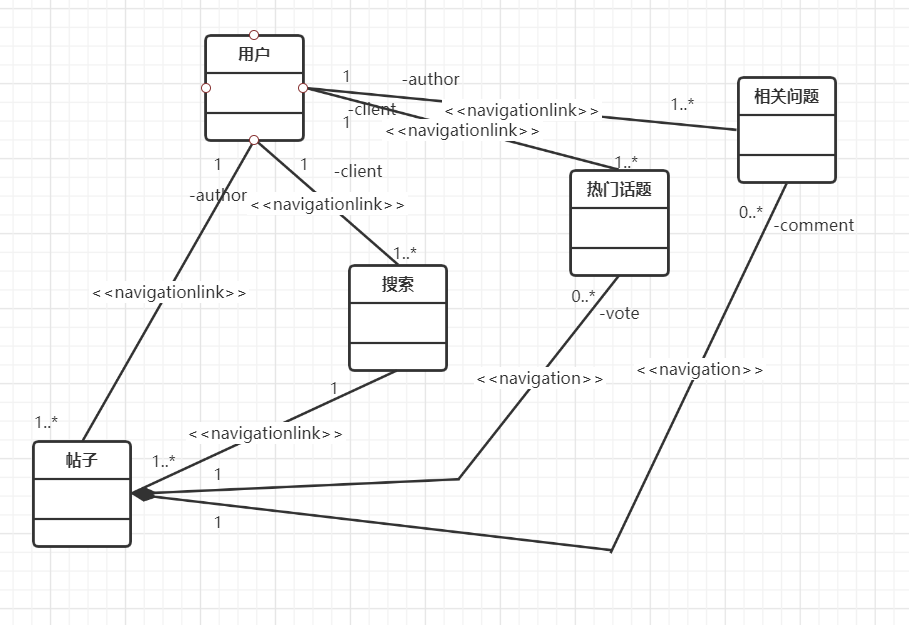 用户
1
-author
<<navigationlink>>
1..*
相关问题
-client
1
<<navigationlink>>
1..*
热门话题
1
-author
<<navigationlink>>
1..*
1
-client
<<navigationlink>>
1..*
搜索
0..*
-comment
<<navigation>>
1
0..*
-vote
<<navigation>>
1
1
<<navigationlink>>
1..*
帖子